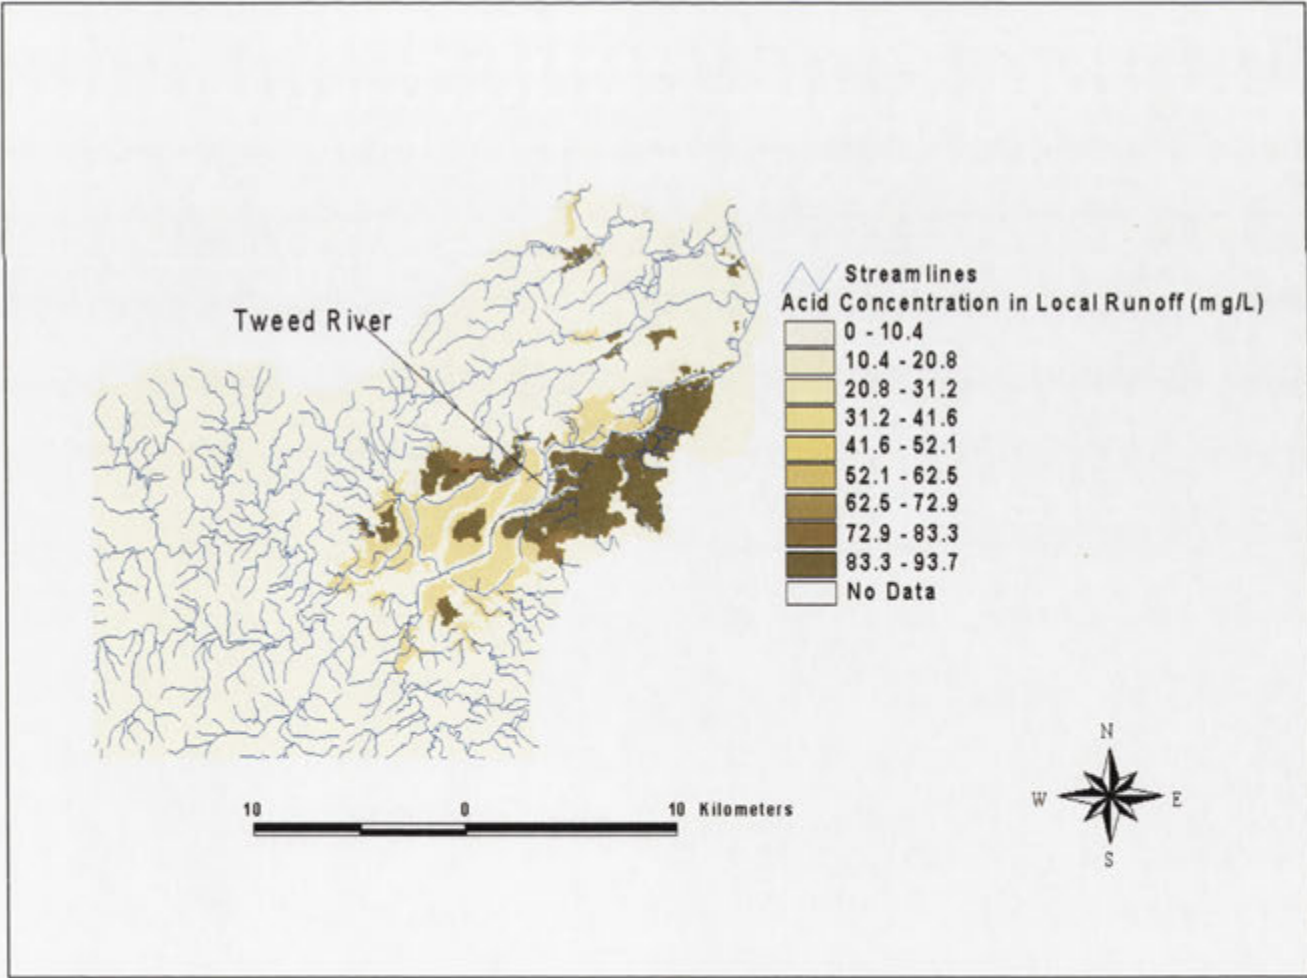 Tweed River
Streamlines
Acid Concentration in Local Runoff (mg/L)
0 - 10.4
10.4 - 20.8
20.8 - 31.2
31.2 - 41.6
41.6 - 52.1
52.1 - 62.5
62.5 - 72.9
72.9 - 83.3
83.3 - 93.7
No Data
10 0 10 Kilometers
N
W E
S